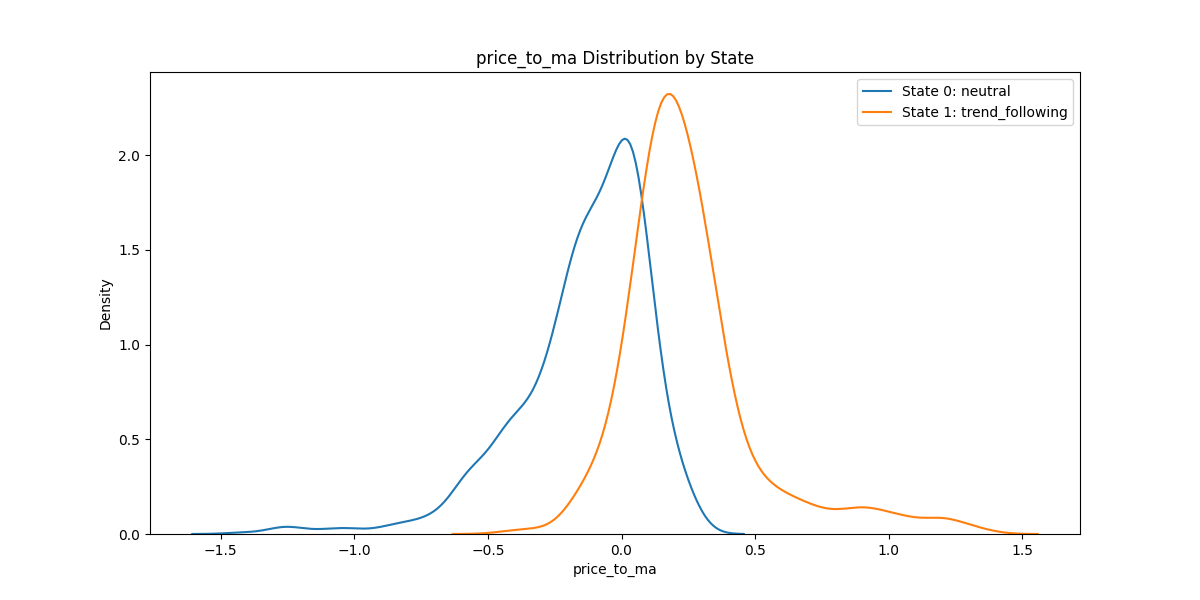 price_to_ma Distribution by State
State 0: neutral
State 1: trend_following
Density
2.0
1.5
1.0
0.5
0.0
−1.5 −1.0 −0.5 0.0 0.5 1.0 1.5
price_to_ma